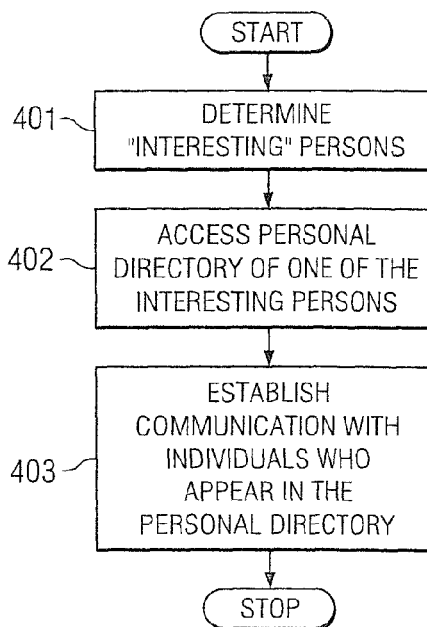 START
401
DETERMINE
"INTERESTING" PERSONS
402
ACCESS PERSONAL
DIRECTORY OF ONE OF THE
INTERESTING PERSONS
403
ESTABLISH
COMMUNICATION WITH
INDIVIDUALS WHO
APPEAR IN THE
PERSONAL DIRECTORY
STOP